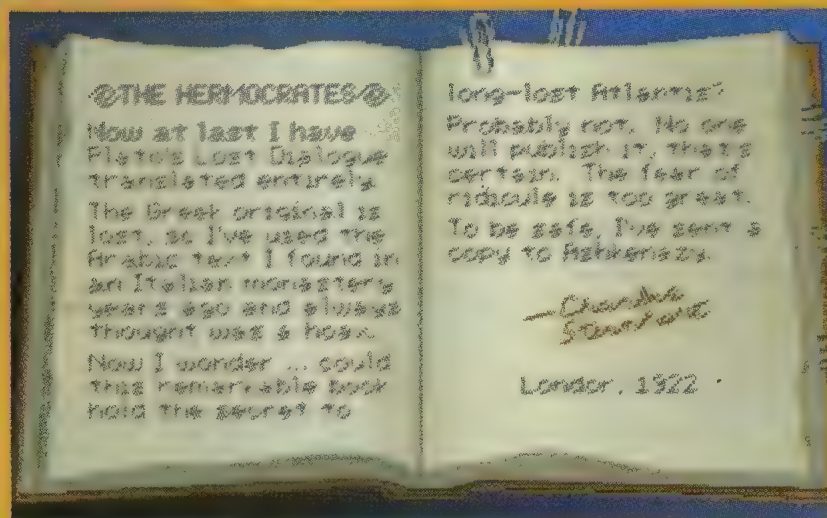 THE HERMOCRATES
Now at last I have
Plato's Lost Dialogue
translated entirely.
The Greek original is
lost, so I've used the
Arabic text I found in
an Italian monastery
years ago and always
thought was a hoax.
Now I wonder ... could
this remarkable book
hold the secret to
long-lost Atlantis?
Probably not. No one
will publish it, that's
certain. The fear of
ridicule is too great.
To be safe, I've sent a
copy to Ashkenazy.
—Charles
London, 1922